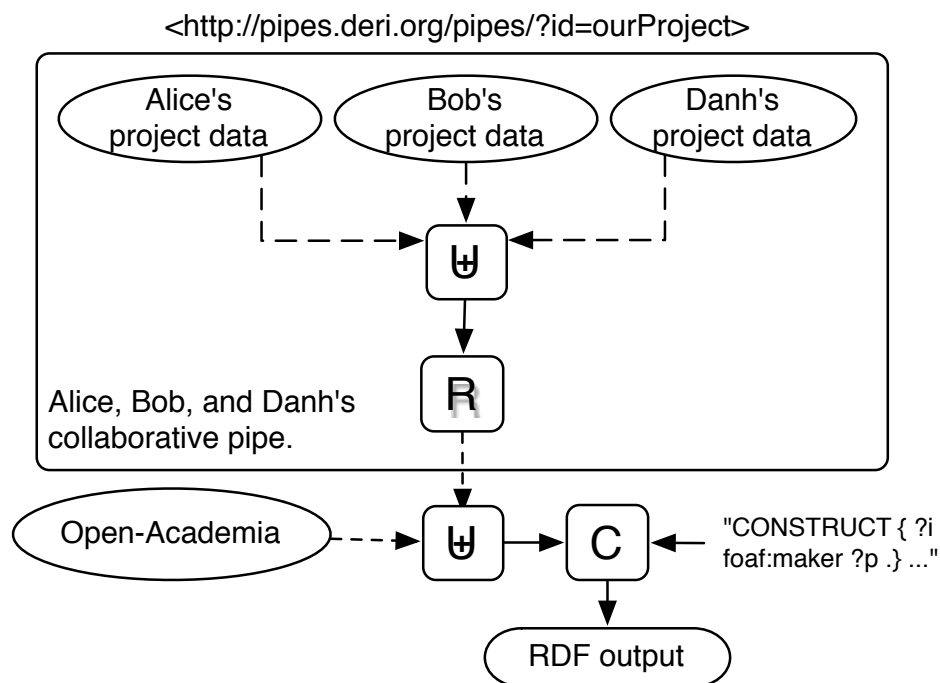 <http://pipes.deri.org/pipes/?id=ourProject>
Alice's
project data
Bob's
project data
Danh's
project data
⊎
R
Alice, Bob, and Danh's
collaborative pipe.
Open-Academia
⊎
C
"CONSTRUCT { ?i
foaf:maker ?p .} ..."
RDF output